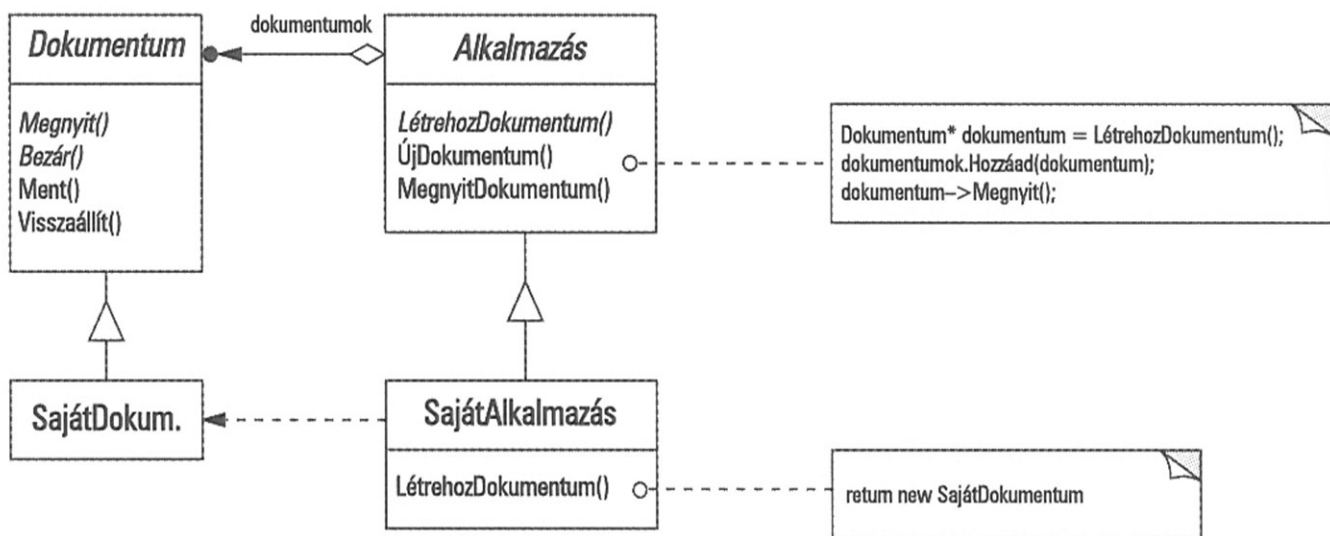 Dokumentum
dokumentumok
Alkalmazás
Megnyit()
Bezár()
Ment()
Visszaállít()
LétrehozDokumentum()
ÚjDokumentum()
MegnyitDokumentum()
Dokumentum* dokumentum = LétrehozDokumentum();
dokumentumok.Hozzáad(dokumentum);
dokumentum–>Megnyit();
SajátDokum.
SajátAlkalmazás
LétrehozDokumentum()
return new SajátDokumentum